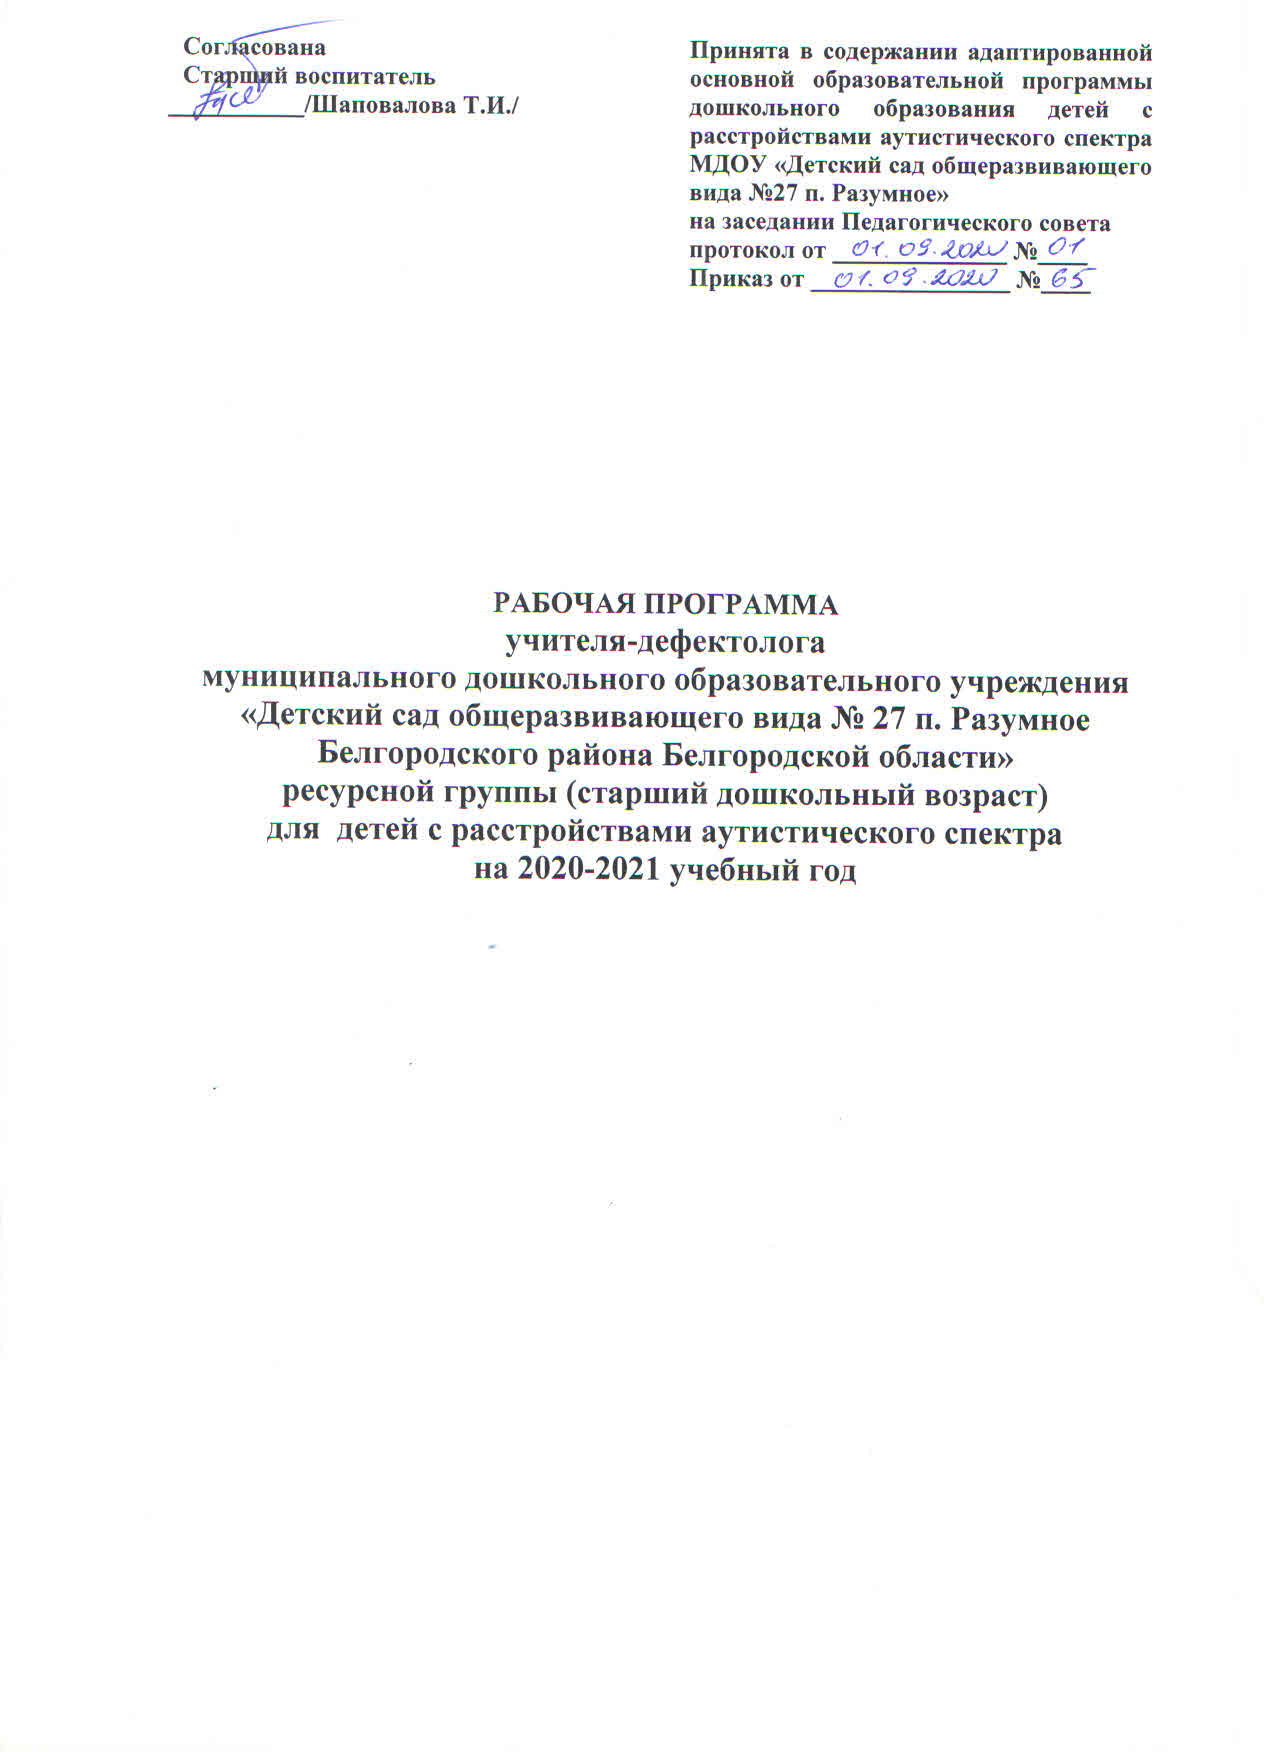 Согласована
Старший воспитатель
___________/Шаповалова Т.И./
Принята в содержании адаптированной
основной образовательной программы
дошкольного образования детей с
расстройствами аутистического спектра
МДОУ «Детский сад общеразвивающего
вида №27 п. Разумное»
на заседании Педагогического совета
протокол от 01.09.2020 № 01
Приказ от 01.09.2020 № 65
РАБОЧАЯ ПРОГРАММА
учителя-дефектолога
муниципального дошкольного образовательного учреждения
«Детский сад общеразвивающего вида № 27 п. Разумное
Белгородского района Белгородской области»
ресурсной группы (старший дошкольный возраст)
для детей с расстройствами аутистического спектра
на 2020-2021 учебный год